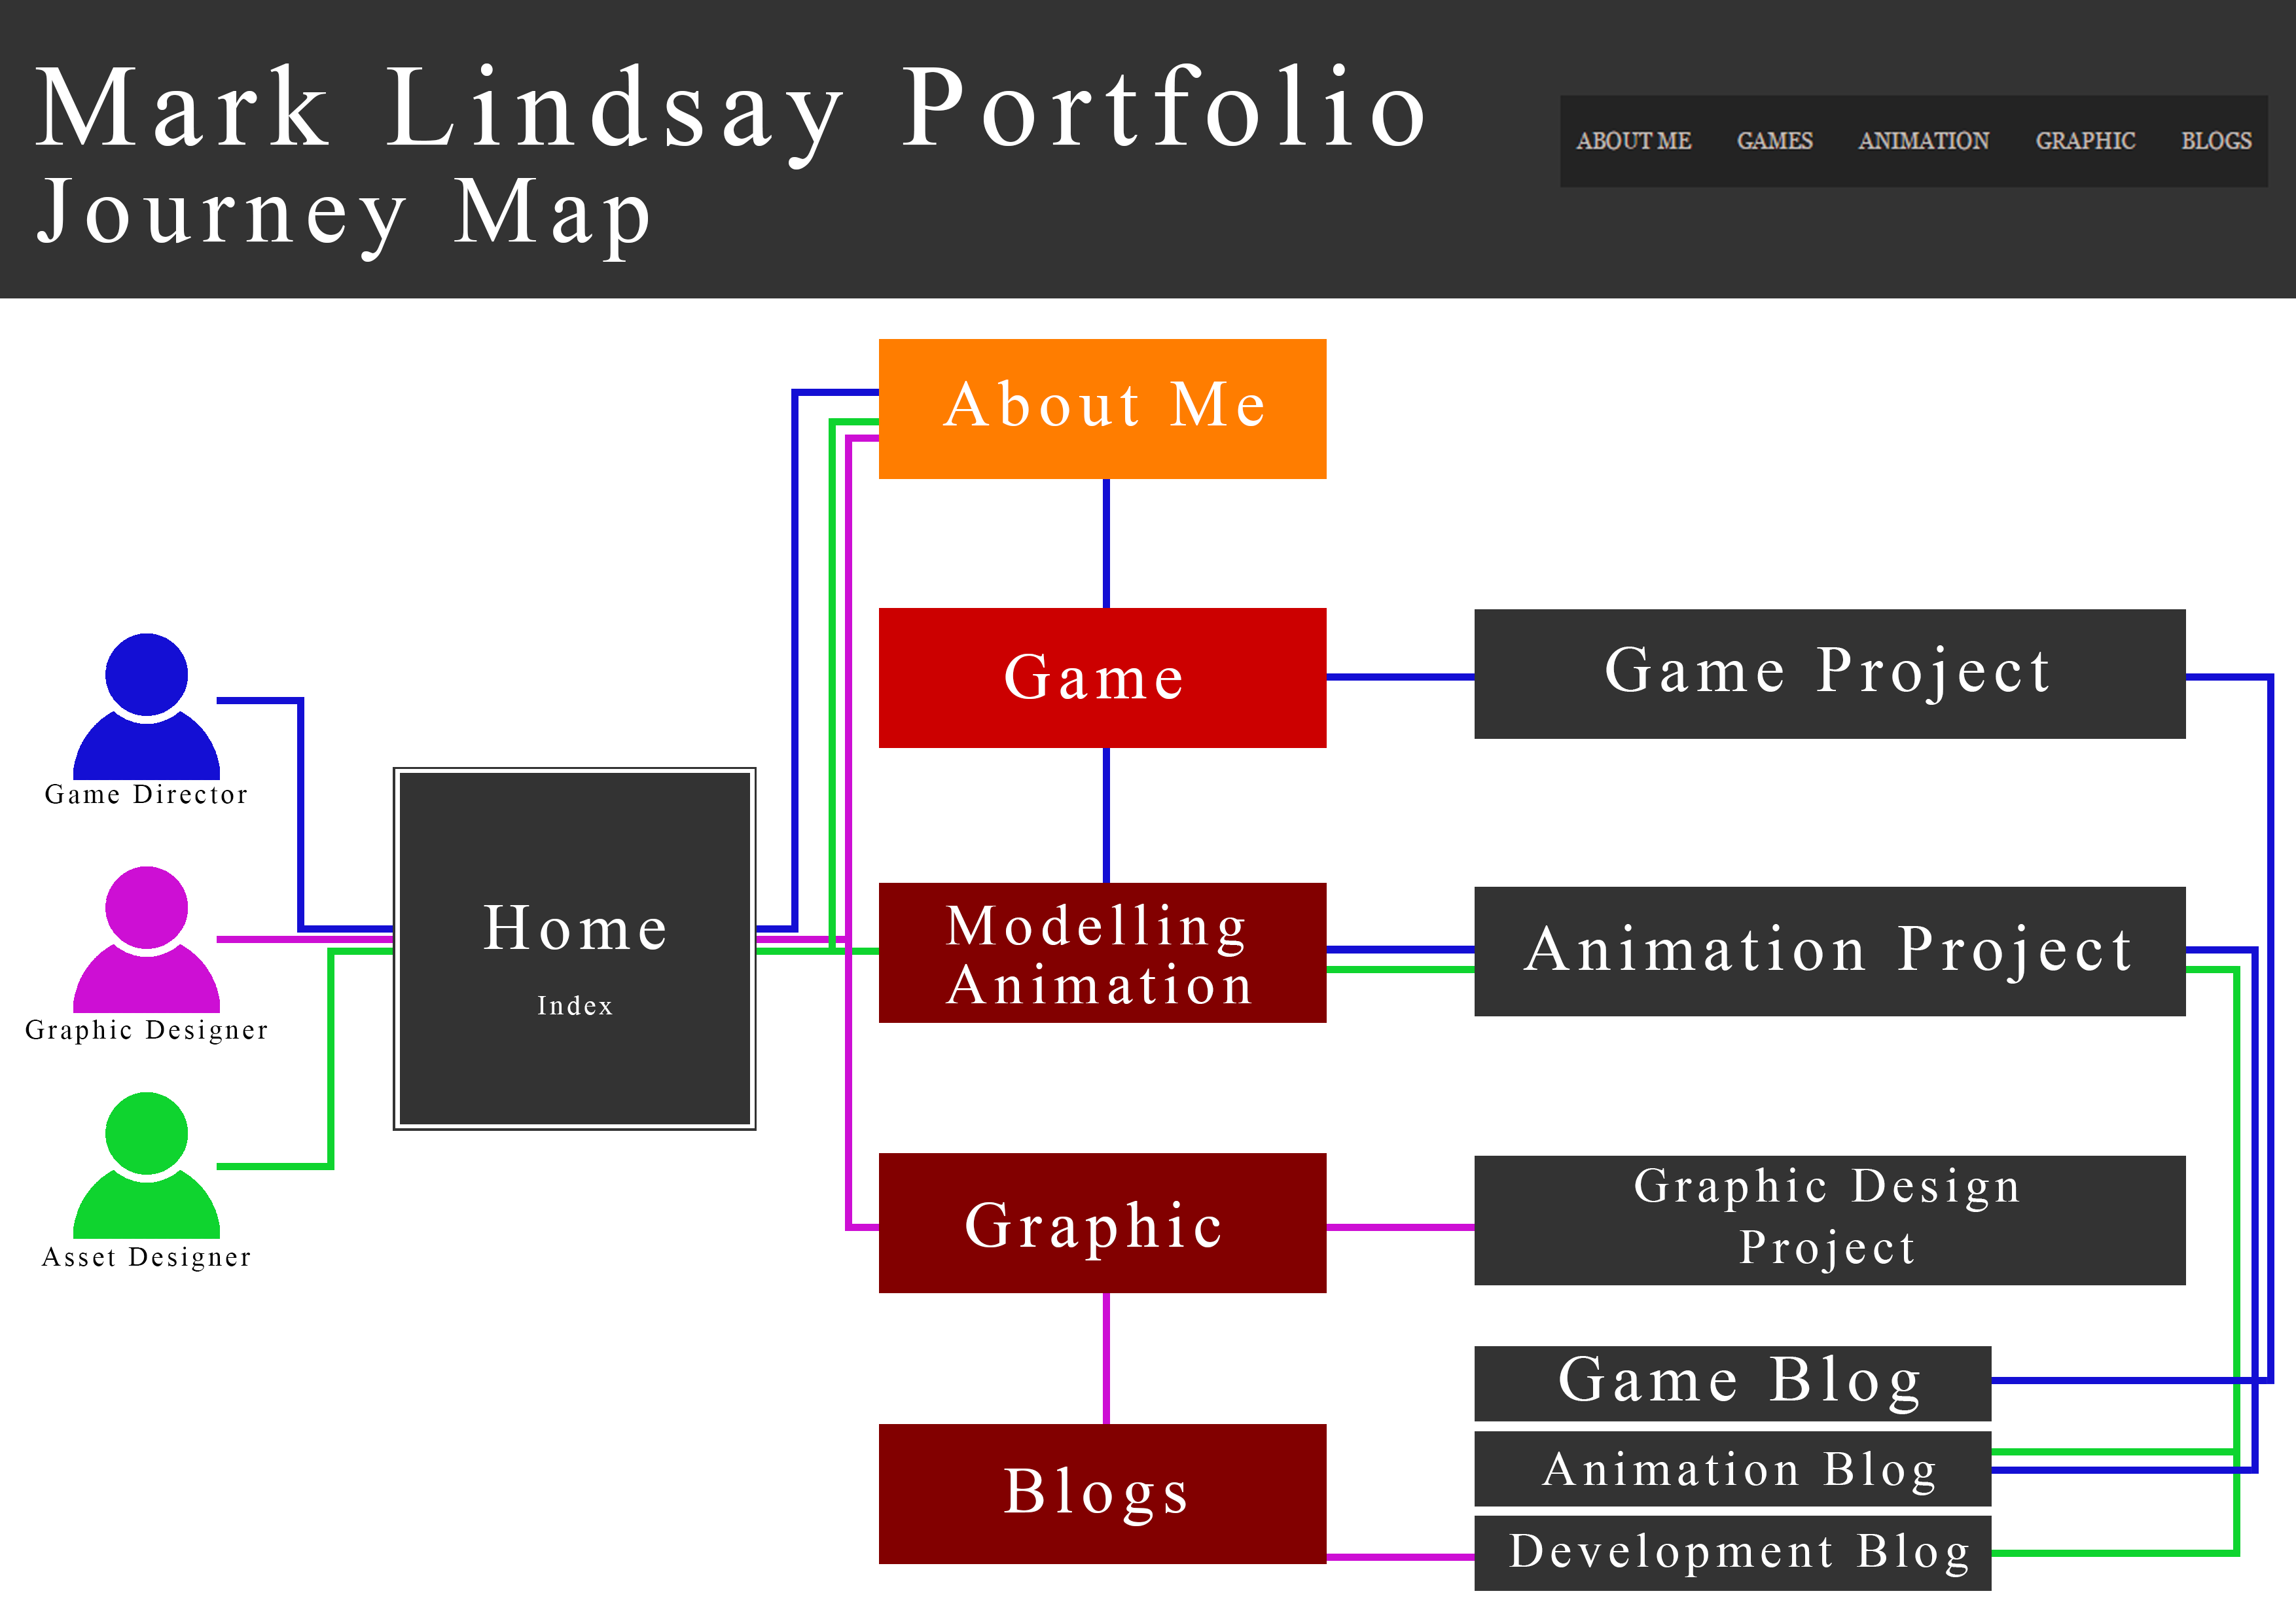 Mark Lindsay Portfolio
Journey Map
ABOUT ME GAMES ANIMATION GRAPHIC BLOGS
About Me
Game
Game Project
Game Director
Home
Index
Modelling
Animation
Animation Project
Graphic Designer
Graphic
Graphic Design
Project
Asset Designer
Blogs
Game Blog
Animation Blog
Development Blog